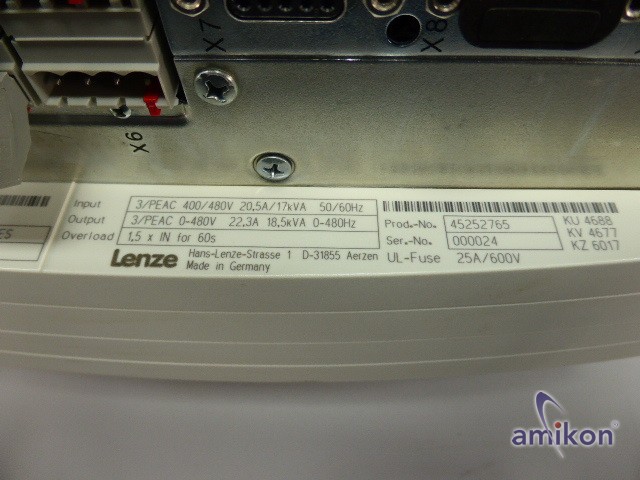 X7
X8
X6
Input 3/PEAC 400/480V 20,5A/17kVA 50/60Hz
Output 3/PEAC 0-480V 22,3A 18,5kVA 0-480Hz
Overload 1,5 x IN for 60s
ES
Lenze Hans-Lenze-Strasse 1 D-31855 Aerzen
Made in Germany
Prod.-No. 45252765
Ser.-No. 000024
UL-Fuse 25A/600V
KU 4688
KV 4677
KZ 6017
amikon